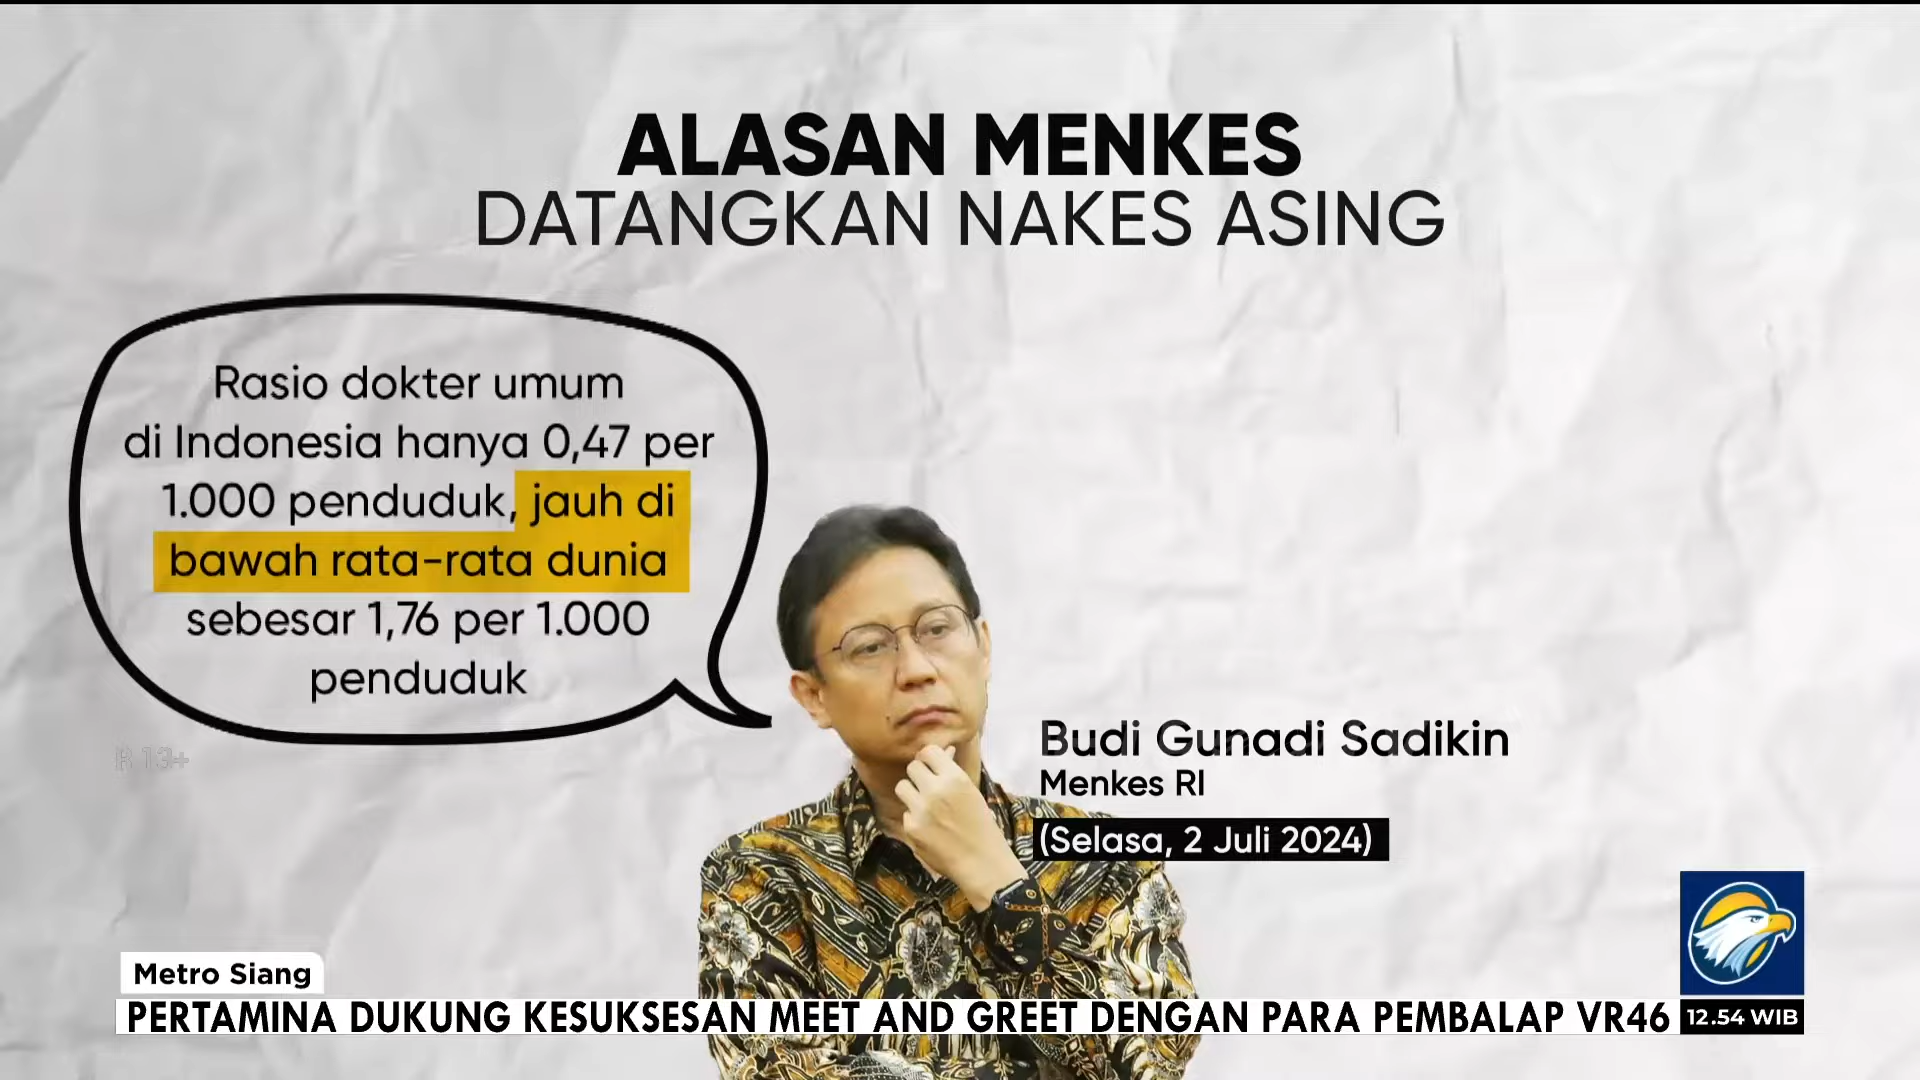 ALASAN MENKES
DATANGKAN NAKES ASING
Rasio dokter umum
di Indonesia hanya 0,47 per
1.000 penduduk, jauh di
bawah rata-rata dunia
sebesar 1,76 per 1.000
penduduk
R 13+
Budi Gunadi Sadikin
Menkes RI
(Selasa, 2 Juli 2024)
Metro Siang
PERTAMINA DUKUNG KESUKSESAN MEET AND GREET DENGAN PARA PEMBALAP VR46
12.54 WIB